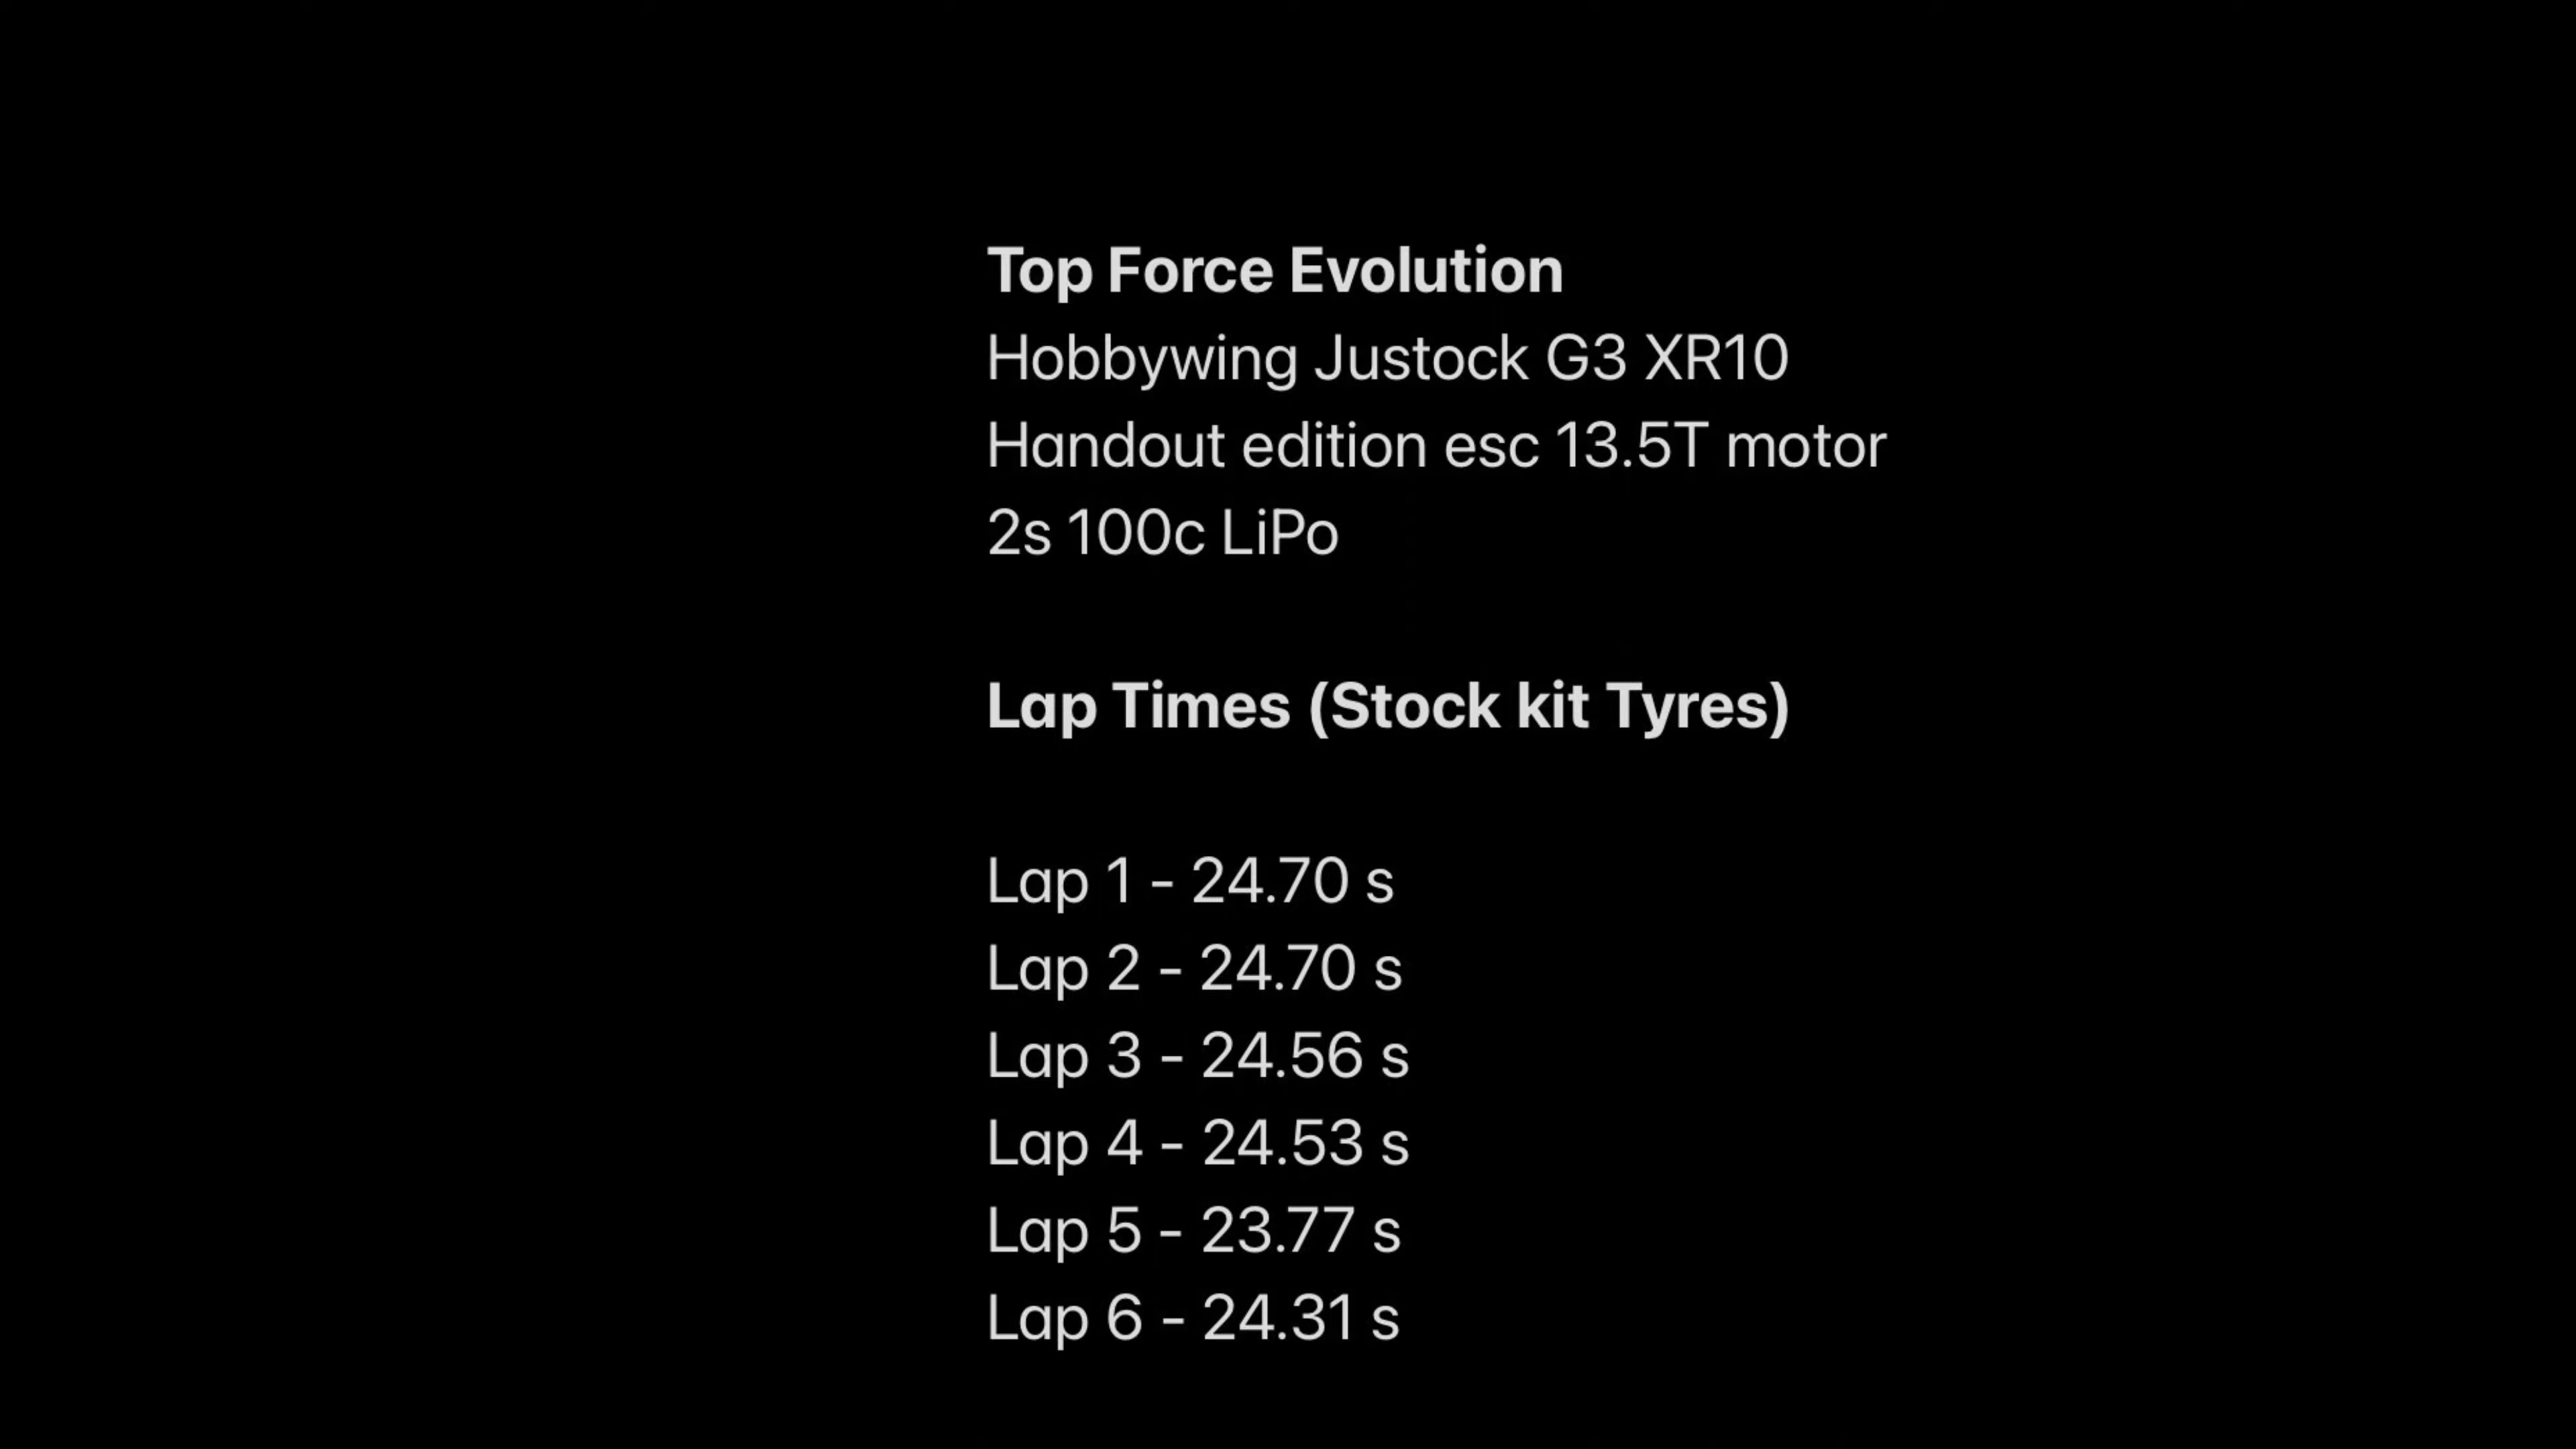 Top Force Evolution
Hobbywing Justock G3 XR10
Handout edition esc 13.5T motor
2s 100c LiPo
Lap Times (Stock kit Tyres)
Lap 1 - 24.70 s
Lap 2 - 24.70 s
Lap 3 - 24.56 s
Lap 4 - 24.53 s
Lap 5 - 23.77 s
Lap 6 - 24.31 s